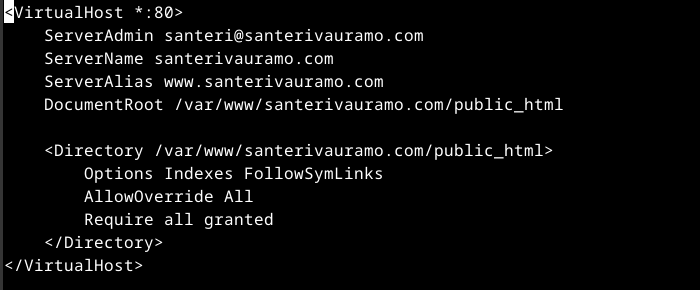 <VirtualHost *:80>
    ServerAdmin santeri@santerivauramo.com
    ServerName santerivauramo.com
    ServerAlias www.santerivauramo.com
    DocumentRoot /var/www/santerivauramo.com/public_html

    <Directory /var/www/santerivauramo.com/public_html>
        Options Indexes FollowSymLinks
        AllowOverride All
        Require all granted
    </Directory>
</VirtualHost>